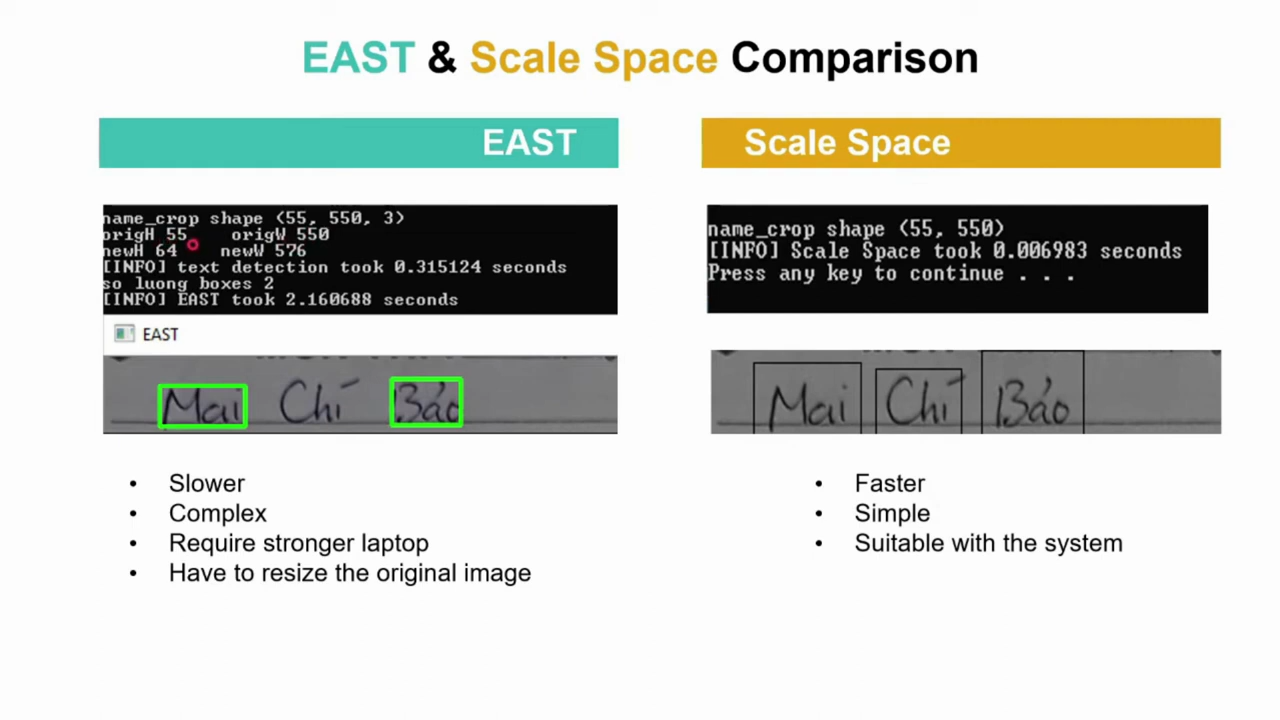 EAST & Scale Space Comparison
EAST
name_crop shape (55, 550, 3)
origH 55 origW 550
newH 64 newW 576
[INFO] text detection took 0.315124 seconds
so luong boxes 2
[INFO] EAST took 2.160688 seconds
EAST
Mai Chí Bảo
• Slower
• Complex
• Require stronger laptop
• Have to resize the original image
Scale Space
name_crop shape (55, 550)
[INFO] Scale Space took 0.006983 seconds
Press any key to continue . . .
Mai Chí Bảo
• Faster
• Simple
• Suitable with the system